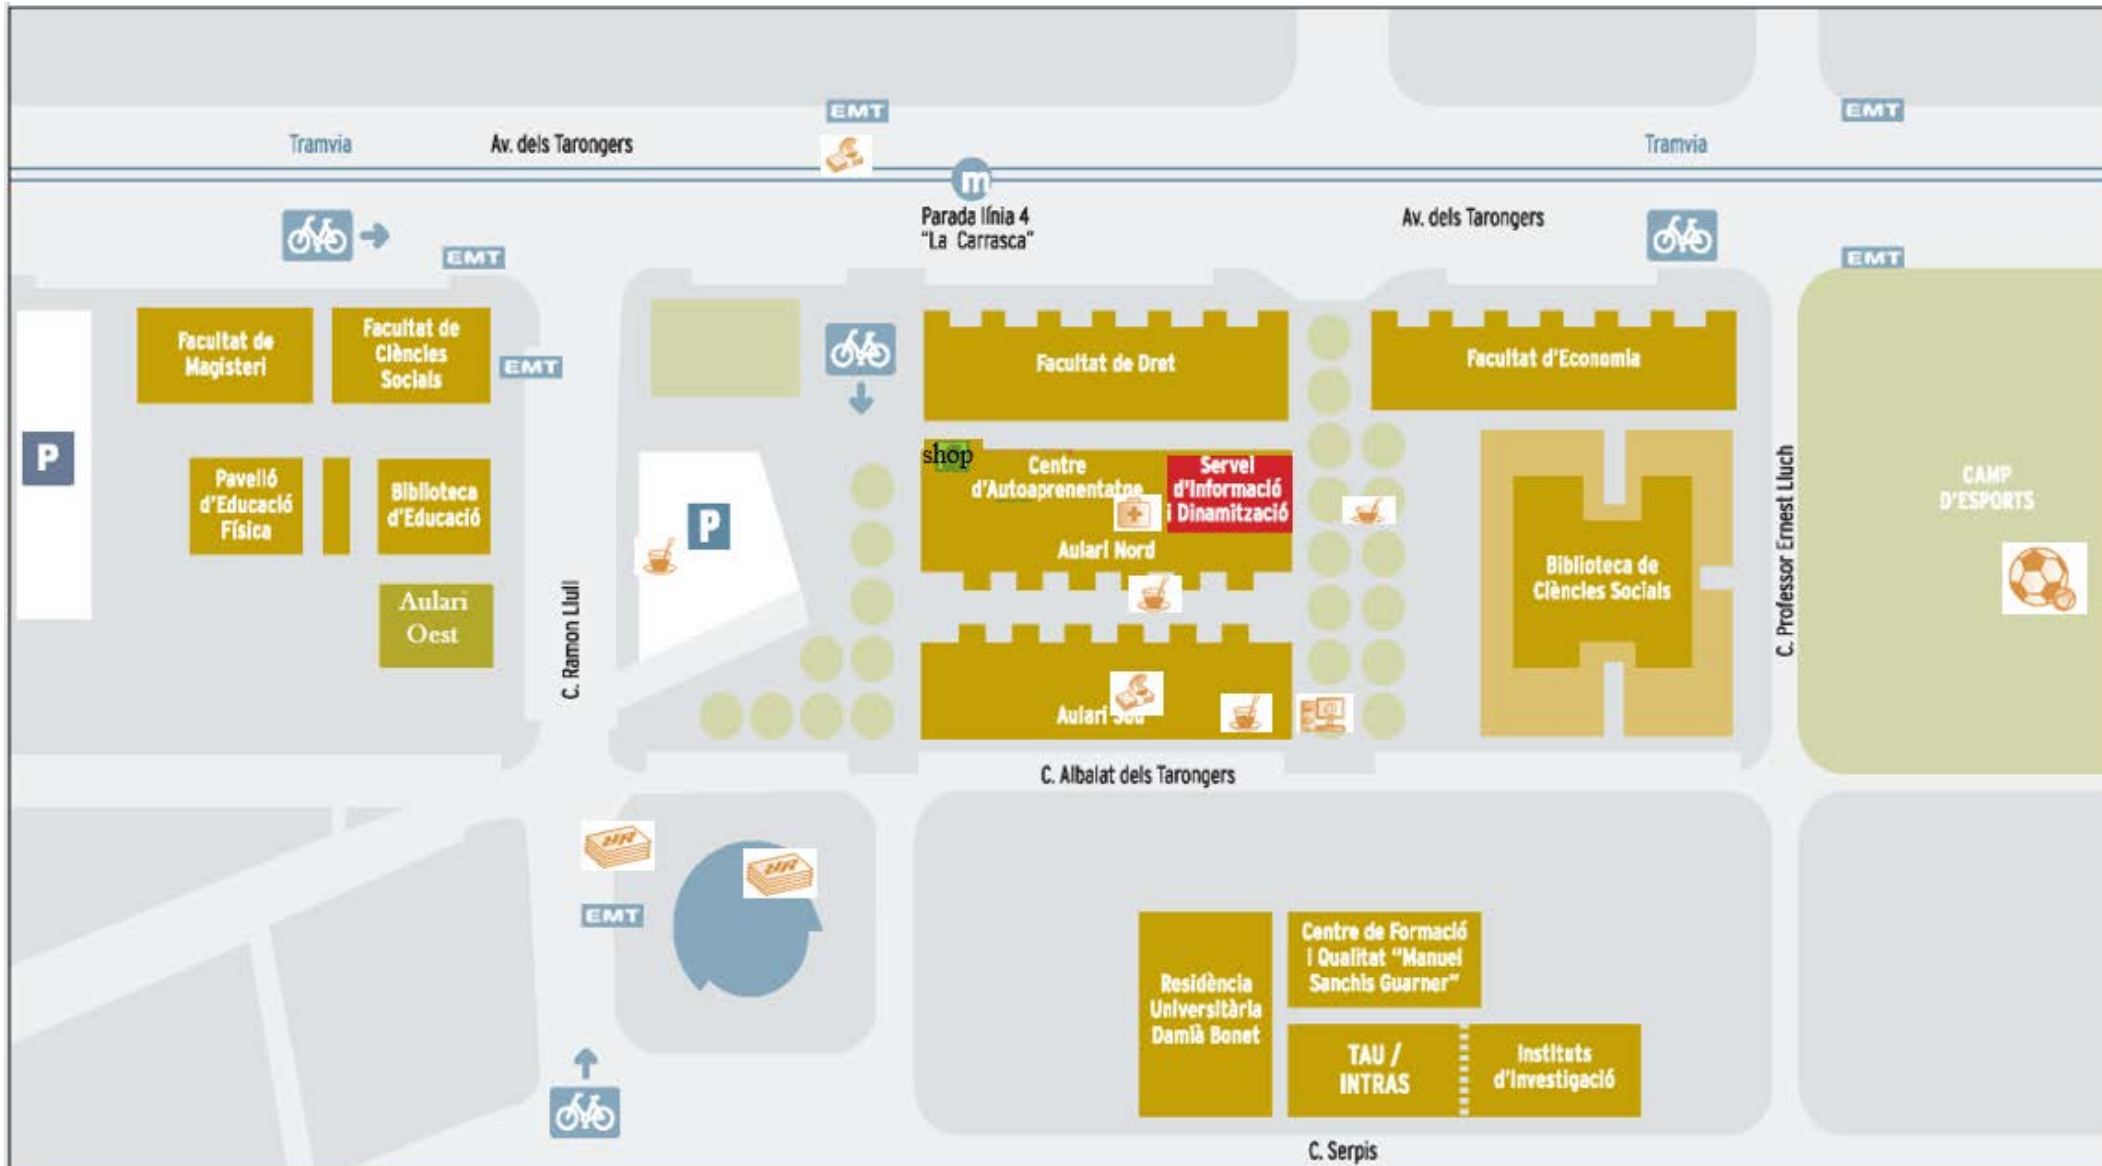 EMT
EMT
Tramvia
Av. dels Tarongers
Tramvia
m
Parada línia 4
"La Carrasca"
Av. dels Tarongers
EMT
EMT
Facultat de
Magisteri
Facultat de
Ciències
Socials
EMT
Facultat de Dret
Facultat d'Economia
P
Pavelló
d'Educació
Física
Biblioteca
d'Educació
P
shop
Centre
d'Autoaprenentatge
Servei
d'Informació
i Dinamització
Aulari Nord
CAMP
D'ESPORTS
Biblioteca de
Ciències Socials
Aulari
Oest
C. Ramon Llull
C. Professor Ernest Lluch
Aulari Sud
C. Albalat dels Tarongers
EMT
Residència
Universitària
Damià Bonet
Centre de Formació
i Qualitat "Manuel
Sanchis Guarner"
TAU /
INTRAS
Instituts
d'Investigació
C. Serpis